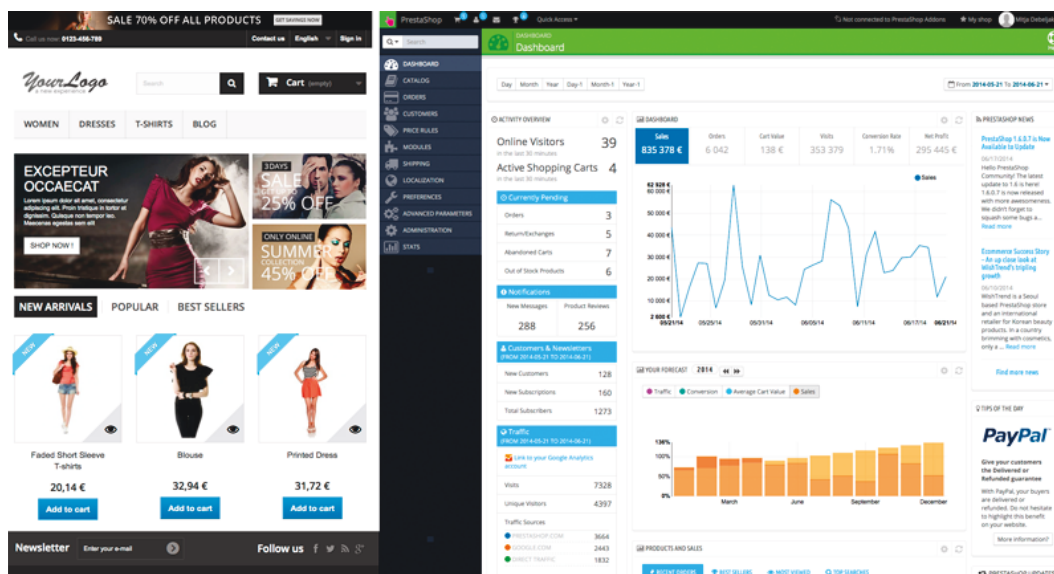 SALE 70% OFF ALL PRODUCTS GET SAVINGS NOW
Call us now: 0123-456-789 Contact us English Sign in
YourLogo
a new experience
Search
Cart (empty)
WOMEN DRESSES T-SHIRTS BLOG
EXCEPTEUR
OCCAECAT
Lorem ipsum dolor sit amet, consectetur
adipiscing elit. Proin tristique in tortor et
dignissim. Quisque non tempor leo.
Maecenas egestas sem elit
SHOP NOW !
3 DAYS
SALE
25% OFF
ONLY ONLINE
SUMMER
COLLECTION
45% OFF
NEW ARRIVALS POPULAR BEST SELLERS
NEW NEW NEW
Faded Short Sleeve
T-shirts
20,14 €
Add to cart
Blouse
32,94 €
Add to cart
Printed Dress
31,72 €
Add to cart
Newsletter Enter your e-mail Follow us
PrestaShop Quick Access Not connected to PrestaShop Addons My shop Mitja Debeljak
Search
DASHBOARD
CATALOG
ORDERS
CUSTOMERS
PRICE RULES
MODULES
SHIPPING
LOCALIZATION
PREFERENCES
ADVANCED PARAMETERS
ADMINISTRATION
STATS
DASHBOARD
Dashboard
Day Month Year Day-1 Month-1 Year-1
From 2014-05-21 To 2014-06-21
ACTIVITY OVERVIEW
Online Visitors 39
in the last 30 minutes
Active Shopping Carts 4
in the last 30 minutes
Currently Pending
Orders 3
Return/Exchanges 5
Abandoned Carts 7
Out of Stock Products 6
Notifications
New Messages Product Reviews
288 256
Customers & Newsletters
(FROM 2014-05-21 TO 2014-06-21)
New Customers 128
New Subscriptions 160
Total Subscribers 1273
Traffic
(FROM 2014-05-21 TO 2014-06-21)
Link to your Google Analytics
account
Visits 7328
Unique Visitors 4397
Traffic Sources
PRESTASHOP.COM 3664
GOOGLE.COM 2443
DIRECT TRAFFIC 1832
DASHBOARD
Sales Orders Cart Value Visits Conversion Rate Net Profit
835 378 € 6 042 138 € 353 379 1.71% 295 445 €
Sales
62 928 €
60 000 €
50 000 €
40 000 €
30 000 €
20 000 €
10 000 €
2 800 €
05/21/14 05/25/14 05/31/14 06/05/14 06/11/14 06/17/14 06/21/14
YOUR FORECAST 2014
Traffic Conversion Average Cart Value Sales
136%
100%
50%
0%
March June September December
PRODUCTS AND SALES
RECENT ORDERS BEST SELLERS MOST VIEWED TOP SEARCHES
PRESTASHOP NEWS
PrestaShop 1.6.0.7 is Now
Available to Update
06/17/2014
Hello PrestaShop
Community! The latest
update to 1.6 is here!
1.6.0.7 is now released
with more awesomeness.
We didn't forget to
squash some bugs a...
Read more
Ecommerce Success Story
- An up close look at
WishTrend's tripling
growth
06/10/2014
WishTrend is a Seoul
based PrestaShop store
and an international
retailer for Korean beauty
products. In a country
brimming with cosmetics,
only a ... Read more
Find more news
TIPS OF THE DAY
PayPal
Give your customers
the Delivered or
Refunded guarantee
With PayPal, your buyers
are delivered or
refunded. Do not hesitate
to highlight this benefit
on your website.
More information?
PRESTASHOP UPDATES